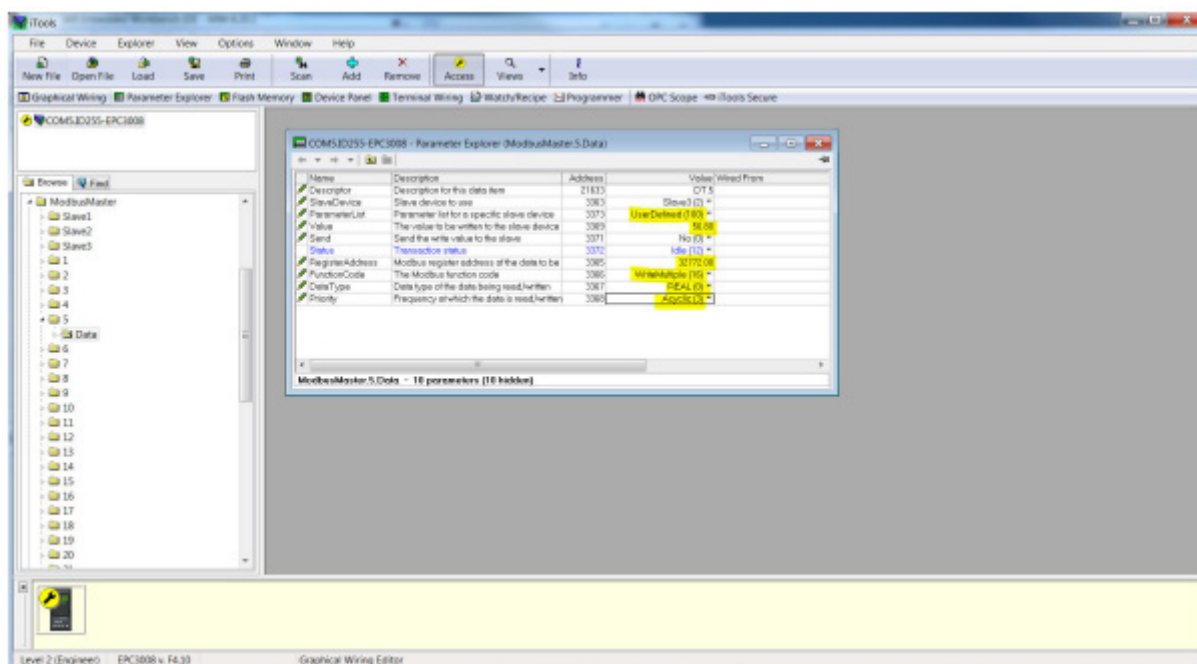 iTools
File Device Explorer View Options Window Help
New File Open File Load Save Print Scan Add Remove Access Views Info
Graphical Wiring Parameter Explorer Flash Memory Device Panel Terminal Wiring Watch/Recipe Programmer OPC Scope iTools Secure
COM5.ID255-EPC3008
Browse Find
ModbusMaster
Slave1
Slave2
Slave3
1
2
3
4
5
Data
6
7
8
9
10
11
12
13
14
15
16
17
18
19
20
COM5.ID255-EPC3008 - Parameter Explorer (ModbusMaster.5.Data)
Name Description Address Value Wired From
Descriptor Description for this data item 21633 DT 5
SlaveDevice Slave device to use 3363 Slave3 (2)
ParameterList Parameter list for a specific slave device 3373 UserDefined (100)
Value The value to be written to the slave device 3369 50.00
Send Send the write value to the slave 3371 No (0)
Status Transaction status 3372 Idle (12)
RegisterAddress Modbus register address of the data to be 3365 32772.00
FunctionCode The Modbus function code 3366 WriteMultiple (16)
DataType Data type of the data being read/written 3367 REAL (0)
Priority Frequency at which the data is read/written 3368 Acyclic (3)
ModbusMaster.5.Data - 10 parameters (10 hidden)
Level 2 (Engineer) EPC3008 v. F4.10 Graphical Wiring Editor